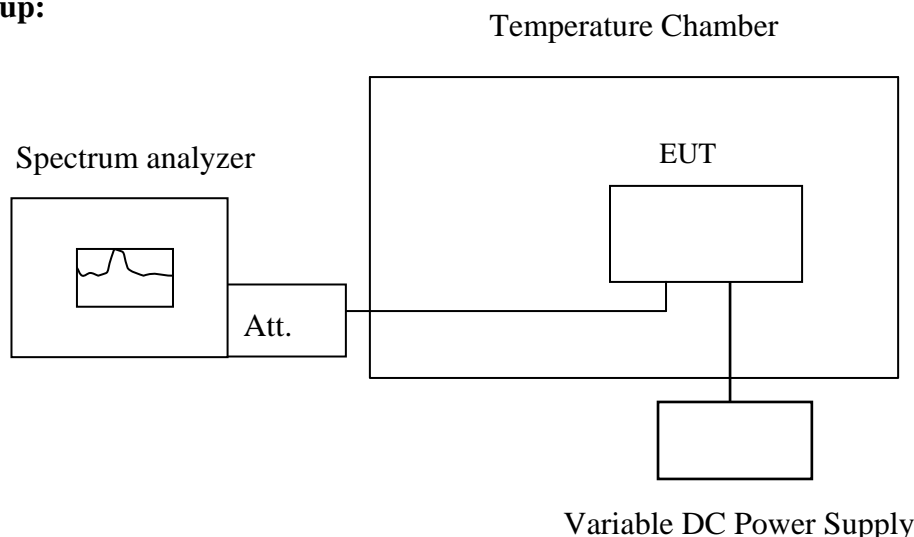 up:
Temperature Chamber
Spectrum analyzer
EUT
Att.
Variable DC Power Supply